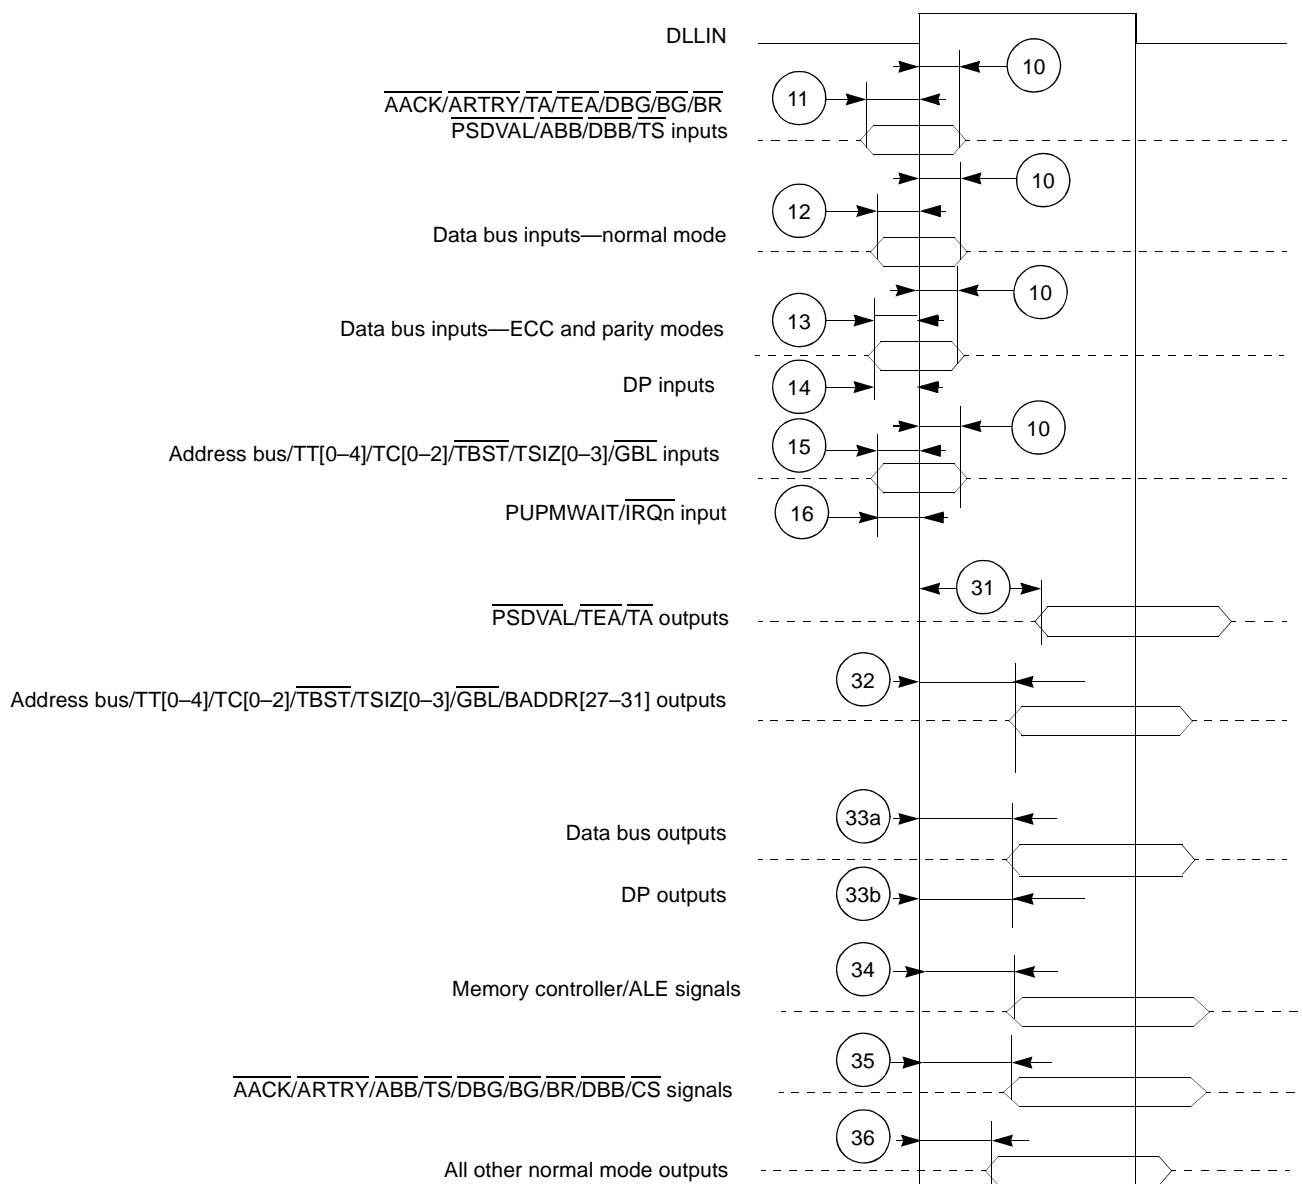 DLLIN
10
11
AACK/ARTRY/TA/TEA/DBG/BG/BR
PSDVAL/ABB/DBB/TS inputs
10
12
Data bus inputs—normal mode
10
13
Data bus inputs—ECC and parity modes
DP inputs
14
10
15
Address bus/TT[0–4]/TC[0–2]/TBST/TSIZ[0–3]/GBL inputs
PUPMWAIT/IRQn input
16
31
PSDVAL/TEA/TA outputs
32
Address bus/TT[0–4]/TC[0–2]/TBST/TSIZ[0–3]/GBL/BADDR[27–31] outputs
33a
Data bus outputs
DP outputs
33b
34
Memory controller/ALE signals
35
AACK/ARTRY/ABB/TS/DBG/BG/BR/DBB/CS signals
36
All other normal mode outputs